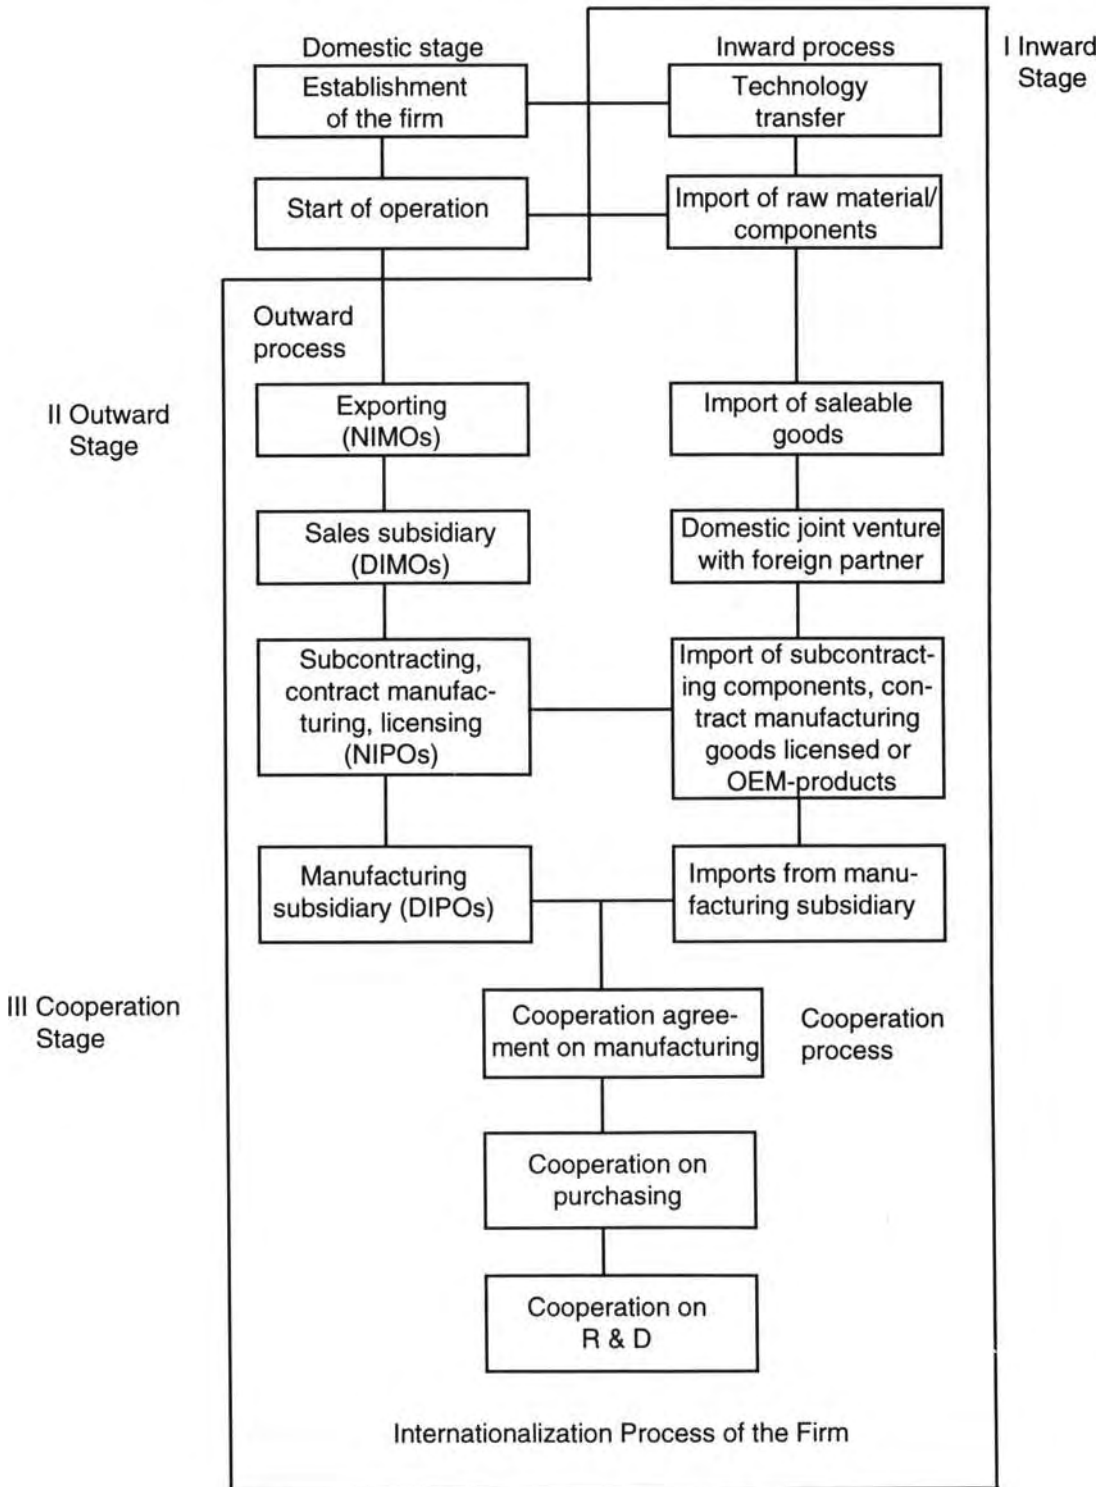 Domestic stage
Inward process
I Inward
Stage
Establishment
of the firm
Technology
transfer
Start of operation
Import of raw material/
components
Outward
process
II Outward
Stage
Exporting
(NIMOs)
Import of saleable
goods
Sales subsidiary
(DIMOs)
Domestic joint venture
with foreign partner
Subcontracting,
contract manufac-
turing, licensing
(NIPOs)
Import of subcontract-
ing components, con-
tract manufacturing
goods licensed or
OEM-products
Manufacturing
subsidiary (DIPOs)
Imports from manu-
facturing subsidiary
III Cooperation
Stage
Cooperation agree-
ment on manufacturing
Cooperation
process
Cooperation on
purchasing
Cooperation on
R & D
Internationalization Process of the Firm